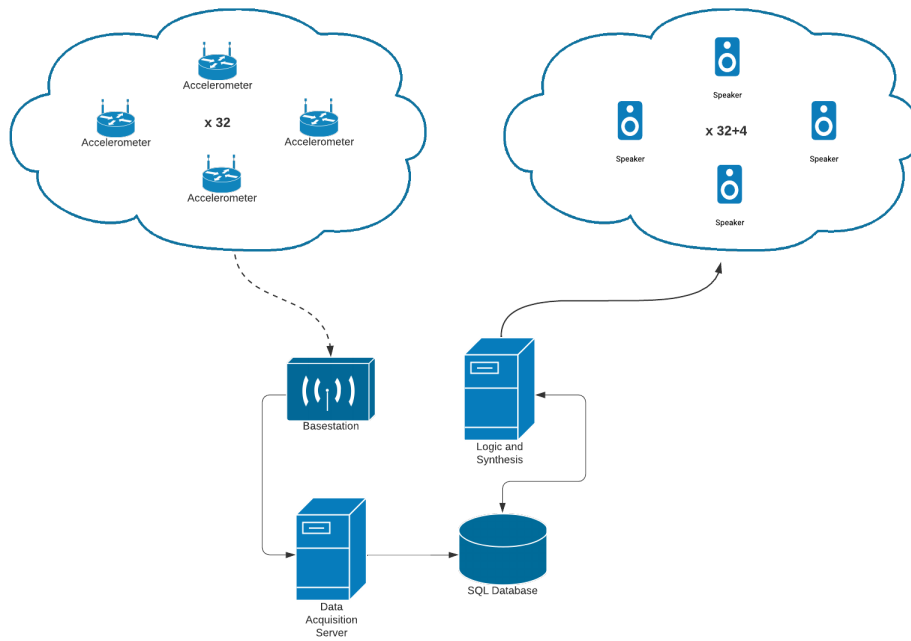 Accelerometer
x 32
Accelerometer
Accelerometer
Accelerometer
Speaker
x 32+4
Speaker
Speaker
Speaker
Basestation
Logic and
Synthesis
Data
Acquisition
Server
SQL Database